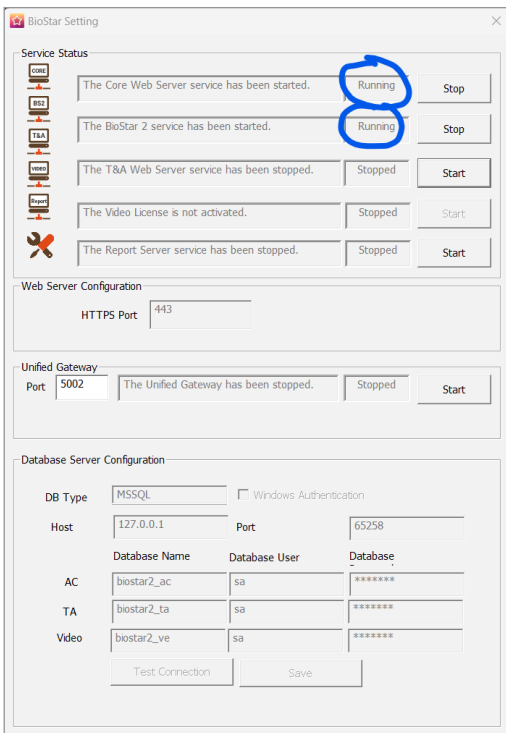 BioStar Setting
Service Status
CORE
The Core Web Server service has been started. Running Stop
BS2
The BioStar 2 service has been started. Running Stop
T&A
VIDEO
The T&A Web Server service has been stopped. Stopped Start
Report
The Video License is not activated. Stopped Start
The Report Server service has been stopped. Stopped Start
Web Server Configuration
HTTPS Port 443
Unified Gateway
Port 5002 The Unified Gateway has been stopped. Stopped Start
Database Server Configuration
DB Type MSSQL Windows Authentication
Host 127.0.0.1 Port 65258
Database Name Database User Database
AC biostar2_ac sa *******
TA biostar2_ta sa *******
Video biostar2_ve sa *******
Test Connection Save